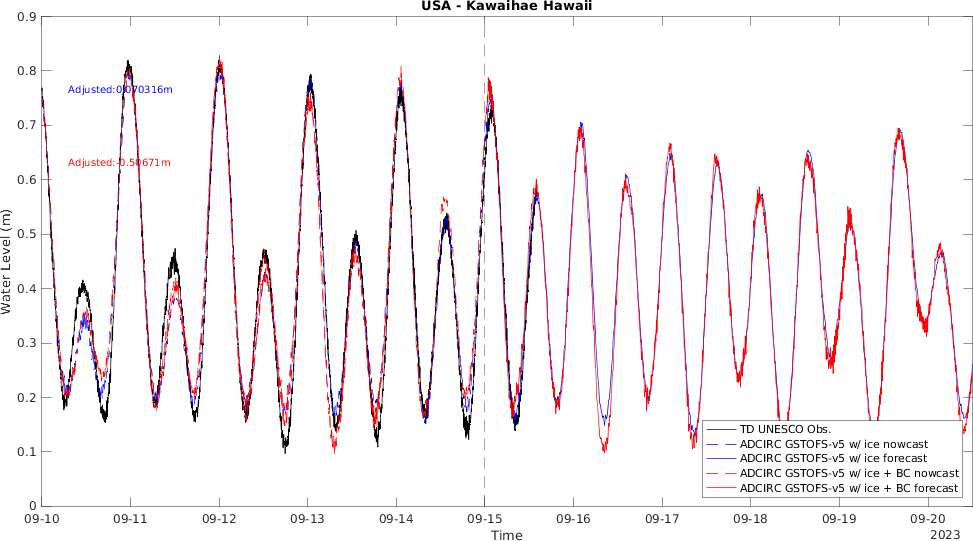 USA - Kawaihae Hawaii
0.9
0.8
Adjusted:0.070316m
0.7
Adjusted:-0.50671m
0.6
0.5
0.4
0.3
0.2
0.1
0
Water Level (m)
TD UNESCO Obs.
ADCIRC GSTOFS-v5 w/ ice nowcast
ADCIRC GSTOFS-v5 w/ ice forecast
ADCIRC GSTOFS-v5 w/ ice + BC nowcast
ADCIRC GSTOFS-v5 w/ ice + BC forecast
09-10 09-11 09-12 09-13 09-14 09-15 09-16 09-17 09-18 09-19 09-20
Time
2023